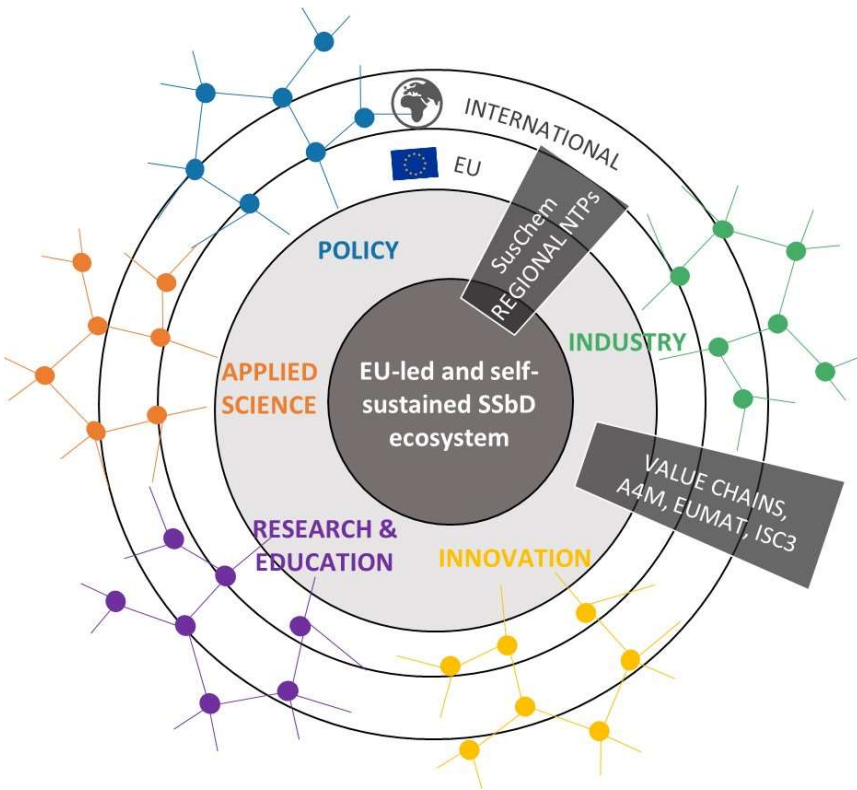 INTERNATIONAL
EU
SusChem
REGIONAL NTPs
POLICY
INDUSTRY
APPLIED
SCIENCE
EU-led and self-
sustained SSbD
ecosystem
VALUE CHAINS,
A4M, EUMAT, ISC3
RESEARCH &
EDUCATION
INNOVATION